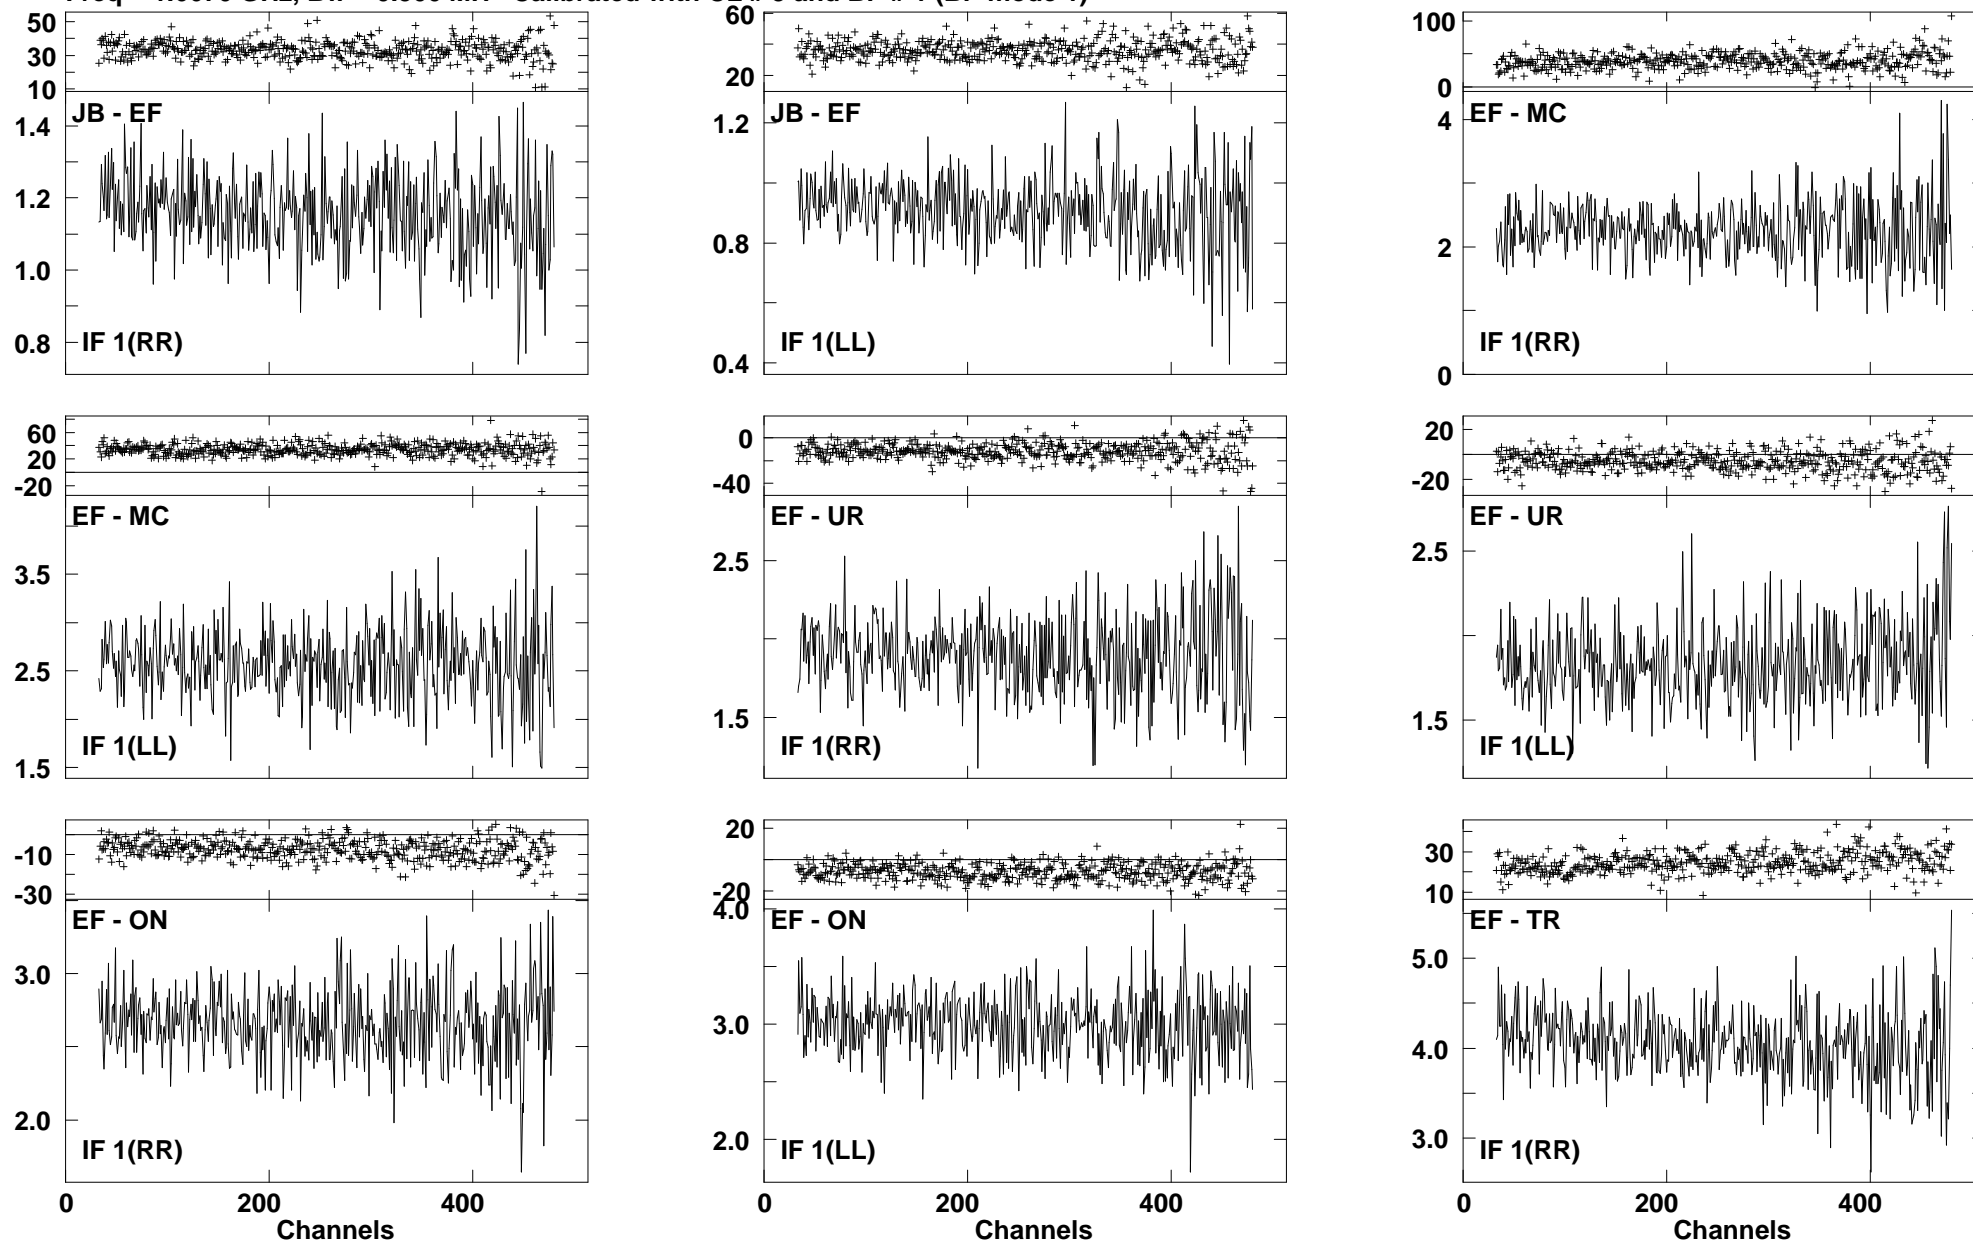 50 30 10
JB - EF
1.4 1.2 1.0 0.8
IF 1(RR)
60 20
JB - EF
1.2 0.8 0.4
IF 1(LL)
100 0
EF - MC
4 2 0
IF 1(RR)
60 20 -20
EF - MC
3.5 2.5 1.5
IF 1(LL)
0 -40
EF - UR
2.5 1.5
IF 1(RR)
20 -20
EF - UR
2.5 1.5
IF 1(LL)
-10 -30
EF - ON
3.0 2.0
IF 1(RR)
0 200 400
Channels
20 -20
EF - ON
4.0 3.0 2.0
IF 1(LL)
0 200 400
Channels
30 10
EF - TR
5.0 4.0 3.0
IF 1(RR)
0 200 400
Channels